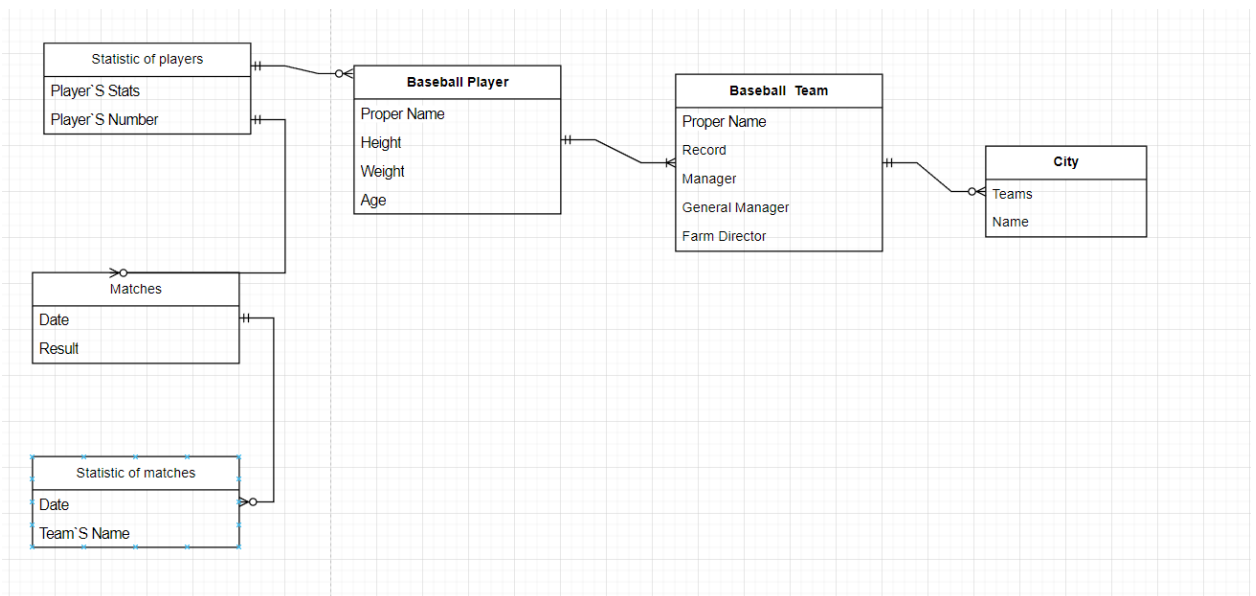 Statistic of players
Player`S Stats
Player`S Number
Baseball Player
Proper Name
Height
Weight
Age
Baseball  Team
Proper Name
Record
Manager
General Manager
Farm Director
City
Teams
Name
Matches
Date
Result
Statistic of matches
Date
Team`S Name